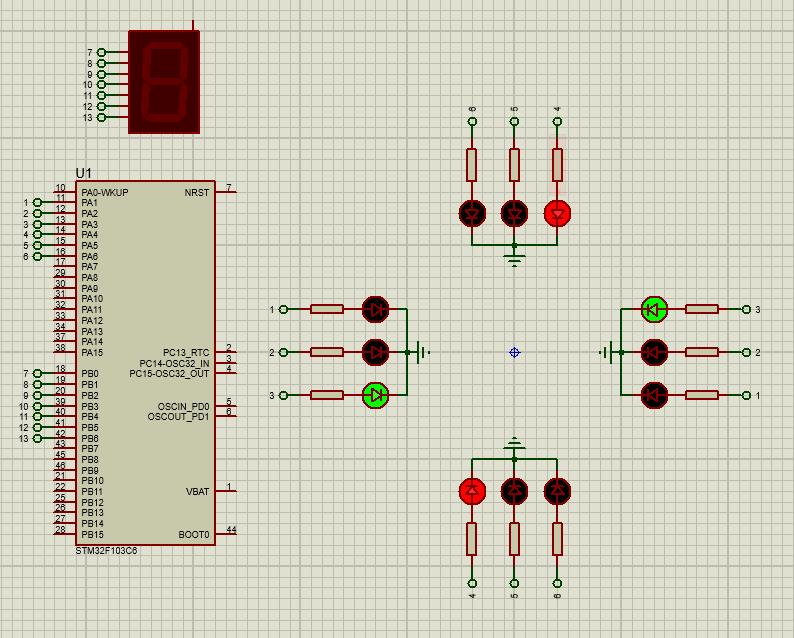 7
8
9
10
11
12
13
6 5 4
U1
10 PA0-WKUP NRST 7
1 11 PA1
2 12 PA2
3 13 PA3
4 14 PA4
5 15 PA5
6 16 PA6
17 PA7
29 PA8
30 PA9
31 PA10
32 PA11
33 PA12
34 PA13
37 PA14
38 PA15
PC13_RTC 2
PC14-OSC32_IN 3
PC15-OSC32_OUT 4
7 18 PB0
8 19 PB1
9 20 PB2
10 39 PB3
11 40 PB4
12 41 PB5
13 42 PB6
43 PB7
45 PB8
46 PB9
21 PB10
22 PB11
25 PB12
26 PB13
27 PB14
28 PB15
OSCIN_PD0 5
OSCOUT_PD1 6
VBAT 1
BOOT0 44
STM32F103C6
1
2
3
3
2
1
4 5 6